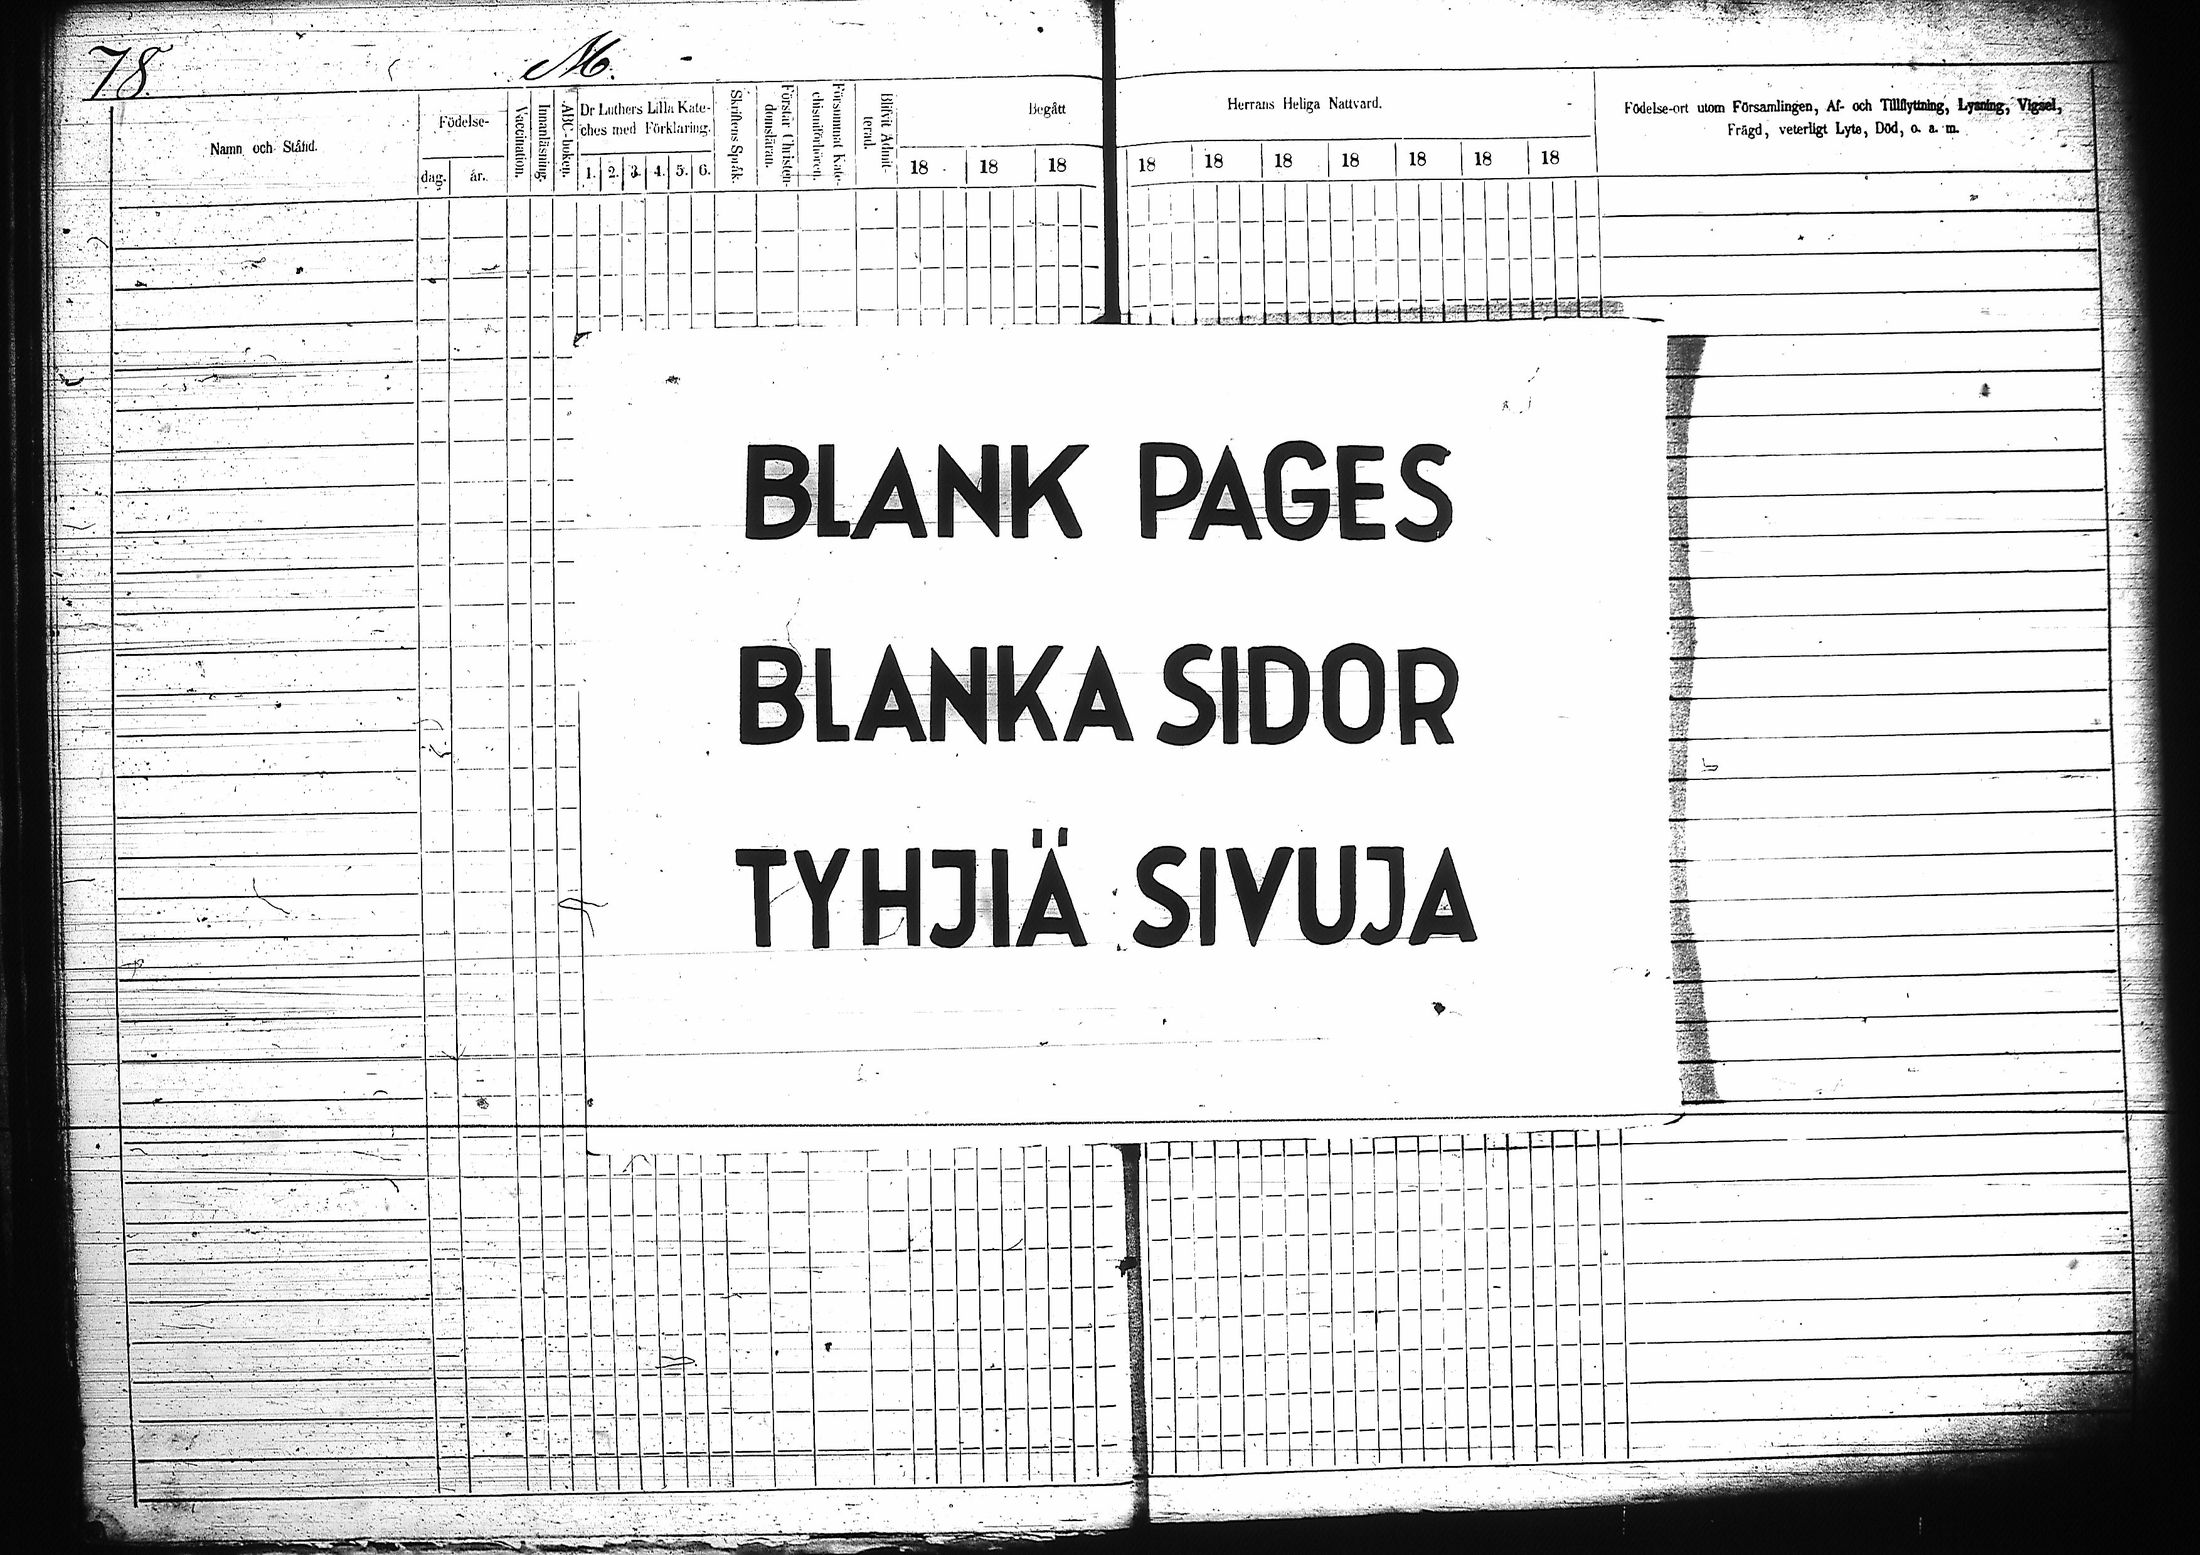 78.
M.
Namn och Stånd.
Födelse-
dag.
år.
Vaccination.
Innanläsning.
ABC-boken.
Dr Luthers Lilla Kate-
ches med Förklaring.
1. 2. 3. 4. 5. 6.
Skriftens Språk.
Förstår Christen-
domsläran.
Försummat Kate-
chismiförhören.
Blifvit Admit-
terad.
Begått
18 18 18
Herrans Heliga Nattvard.
18 18 18 18 18 18 18
Födelse-ort utom Församlingen, Af- och Tillflyttning, Lysning, Vigsel,
Frägd, veterligt Lyte, Död, o. a. m.
BLANK PAGES
BLANKA SIDOR
TYHJIÄ SIVUJA